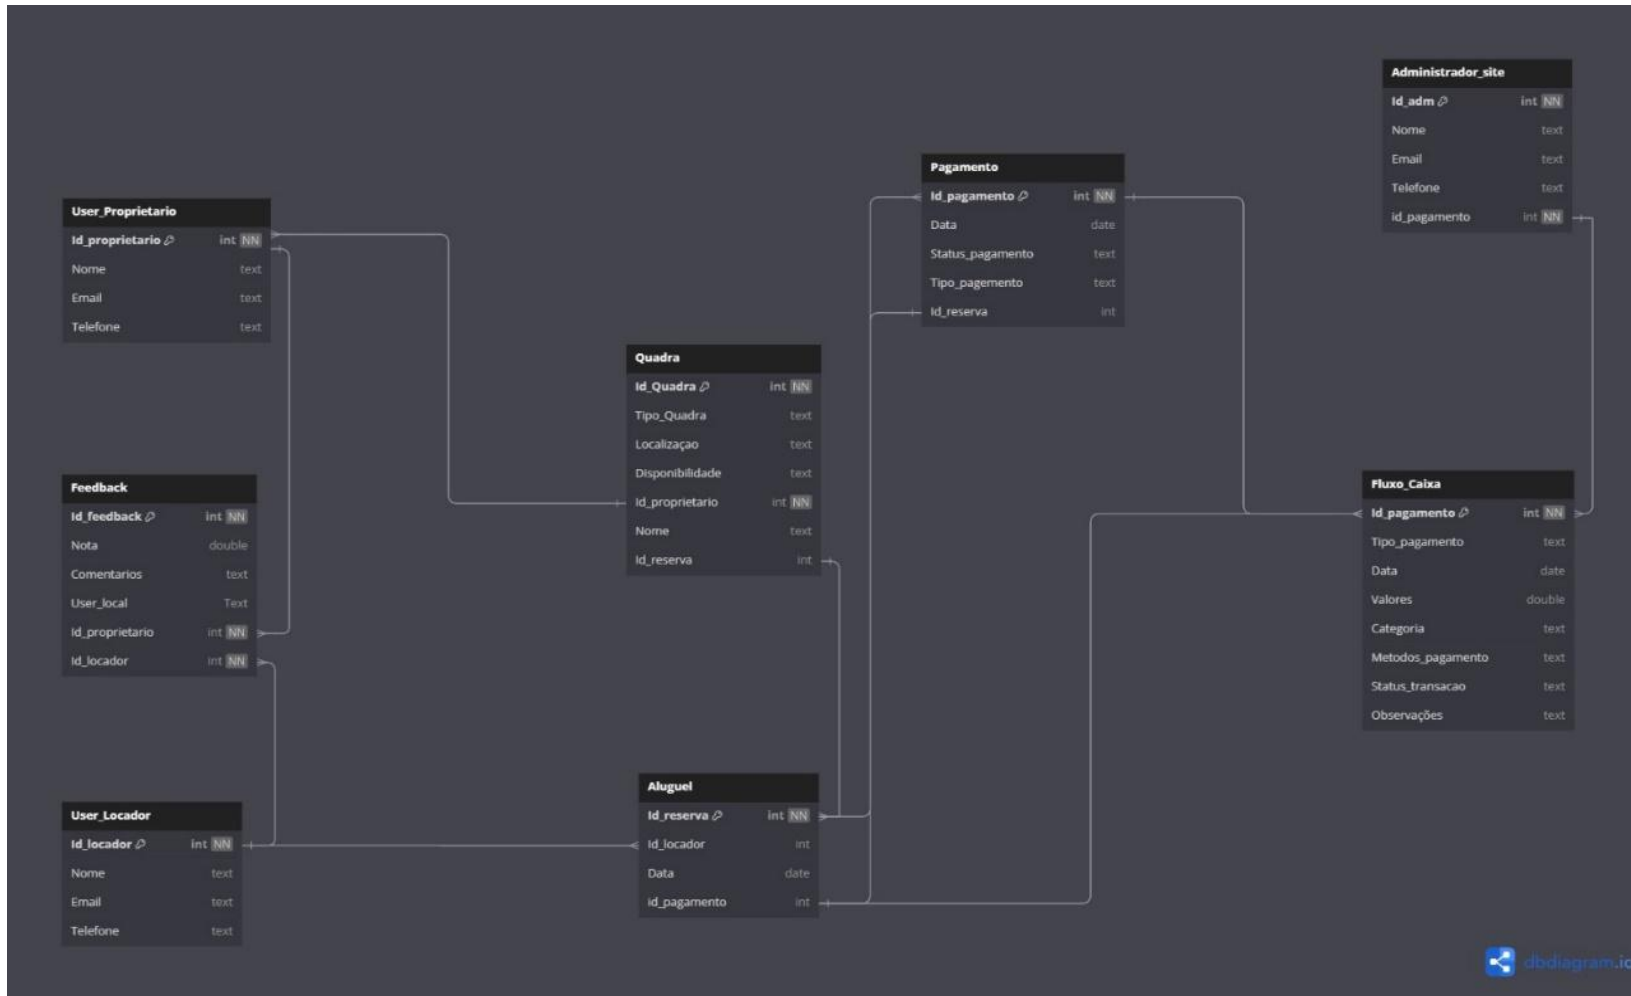 User_Proprietario
Id_proprietario int NN
Nome text
Email text
Telefone text
Feedback
Id_feedback int NN
Nota double
Comentarios text
User_local Text
Id_proprietario int NN
Id_locador int NN
User_Locador
Id_locador int NN
Nome text
Email text
Telefone text
Quadra
Id_Quadra int NN
Tipo_Quadra text
Localizaçao text
Disponibilidade text
Id_proprietario int NN
Nome text
Id_reserva int
Aluguel
Id_reserva int NN
Id_locador int
Data date
id_pagamento int
Pagamento
Id_pagamento int NN
Data date
Status_pagamento text
Tipo_pagemento text
Id_reserva int
Administrador_site
Id_adm int NN
Nome text
Email text
Telefone text
id_pagamento int NN
Fluxo_Caixa
Id_pagamento int NN
Tipo_pagamento text
Data date
Valores double
Categoria text
Metodos_pagamento text
Status_transacao text
Observações text
dbdiagram.io